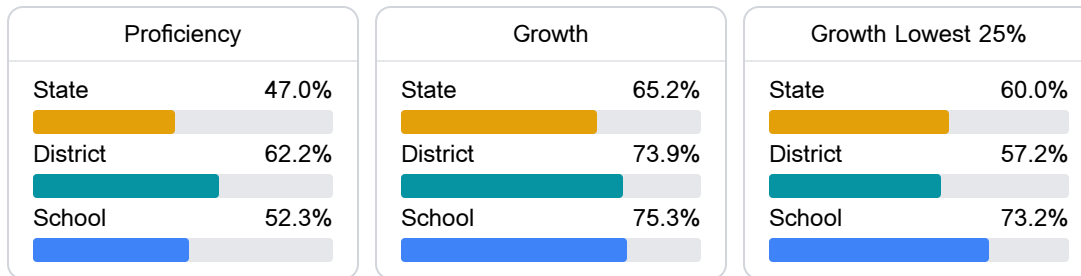 Proficiency
State 47.0%
District 62.2%
School 52.3%
Growth
State 65.2%
District 73.9%
School 75.3%
Growth Lowest 25%
State 60.0%
District 57.2%
School 73.2%